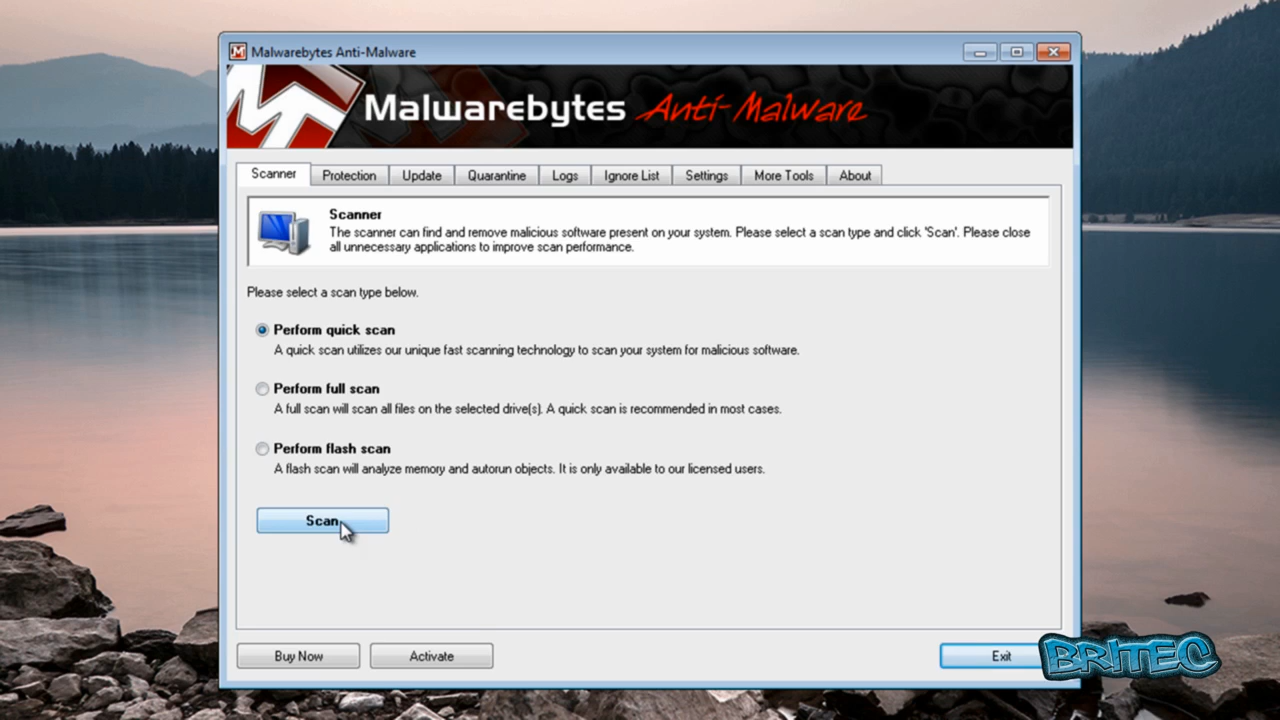 Malwarebytes Anti-Malware
Malwarebytes Anti-Malware
Scanner Protection Update Quarantine Logs Ignore List Settings More Tools About
Scanner
The scanner can find and remove malicious software present on your system. Please select a scan type and click 'Scan'. Please close
all unnecessary applications to improve scan performance.
Please select a scan type below.
Perform quick scan
A quick scan utilizes our unique fast scanning technology to scan your system for malicious software.
Perform full scan
A full scan will scan all files on the selected drive(s). A quick scan is recommended in most cases.
Perform flash scan
A flash scan will analyze memory and autorun objects. It is only available to our licensed users.
Scan
Buy Now Activate Exit
BRITEC